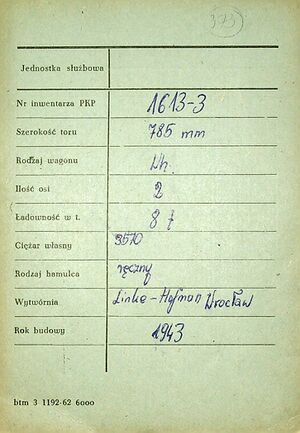 373
Jednostka służbowa
Nr inwentarza PKP 1613-3
Szerokość toru 785 mm
Rodzaj wagonu Wh.
Ilość osi 2
Ładowność w t. 8 t
Ciężar własny 3570
Rodzaj hamulca ręczny
Wytwórnia Linke-Hofman Wrocław
Rok budowy 1943
btm 3 1192-62 6000